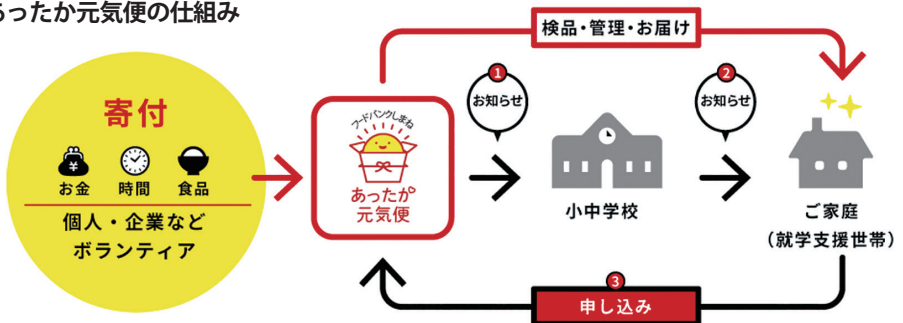 あったか元気便の仕組み
検品・管理・お届け
寄付
¥
お金 時間 食品
個人・企業など
ボランティア
フードバンクしまね
あったか
元気便
1
お知らせ
小中学校
2
お知らせ
ご家庭
(就学支援世帯)
3
申し込み